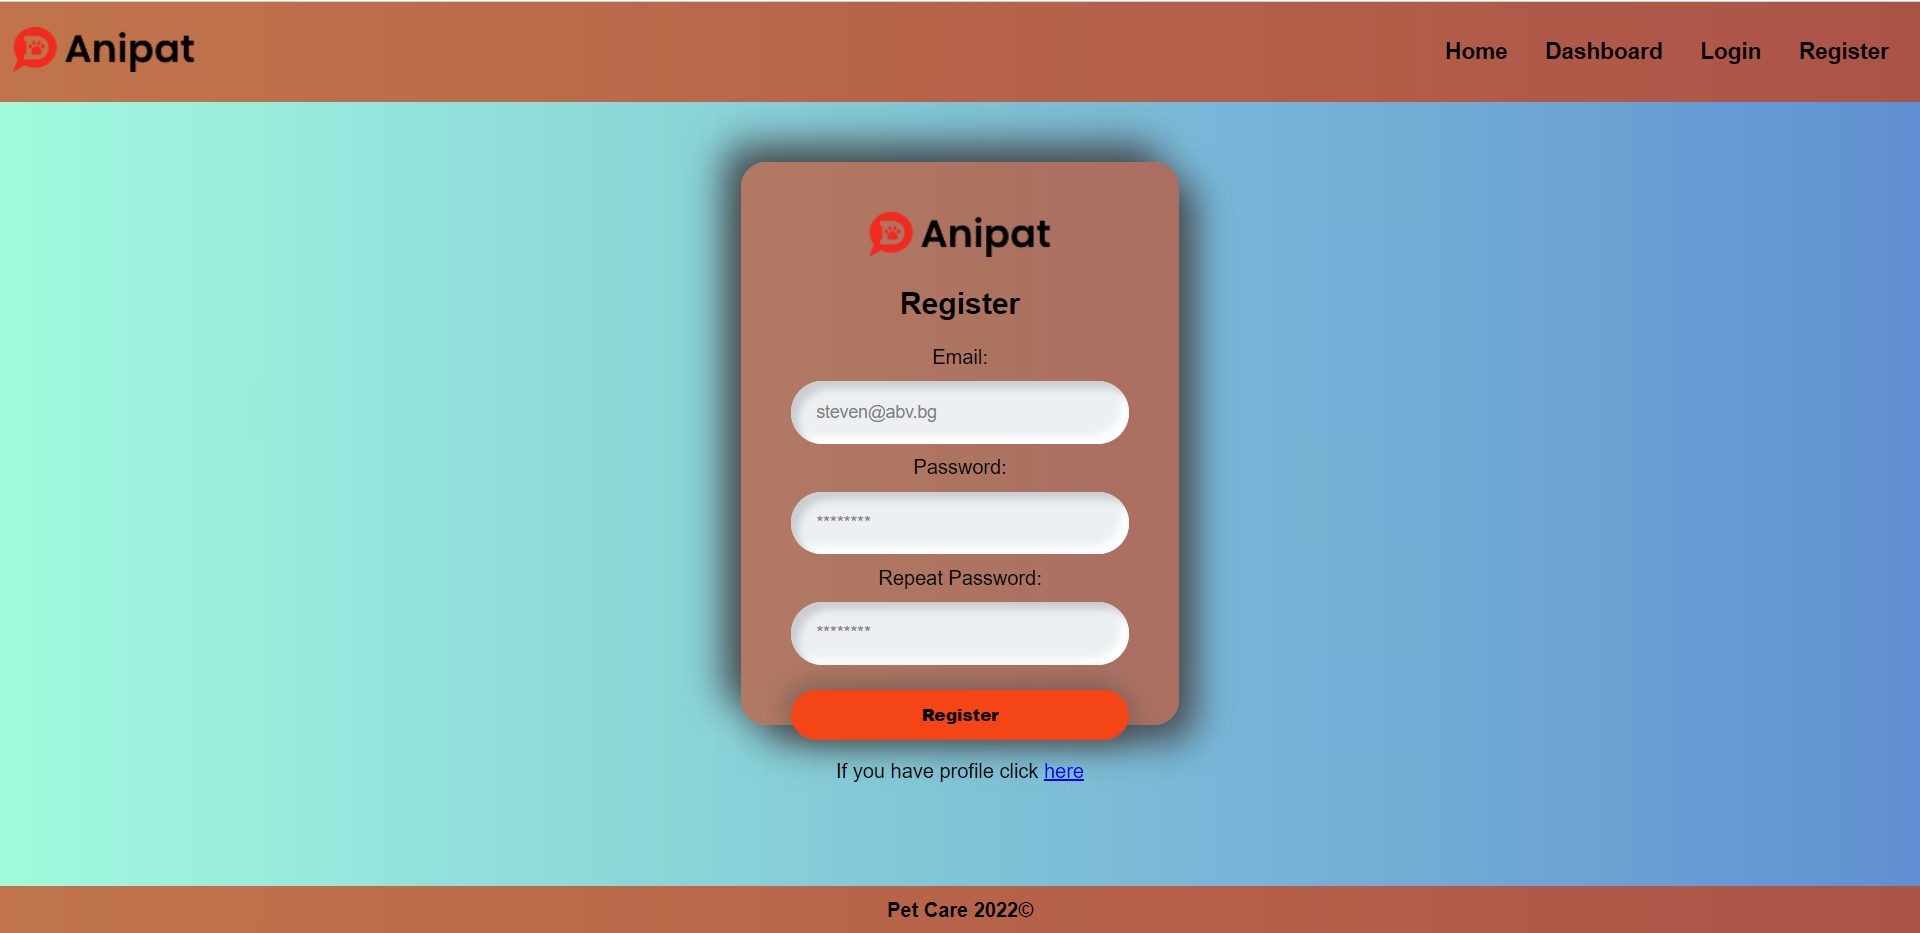 Anipat
Home Dashboard Login Register
Anipat
Register
Email:
steven@abv.bg
Password:
********
Repeat Password:
********
Register
If you have profile click here
Pet Care 2022©